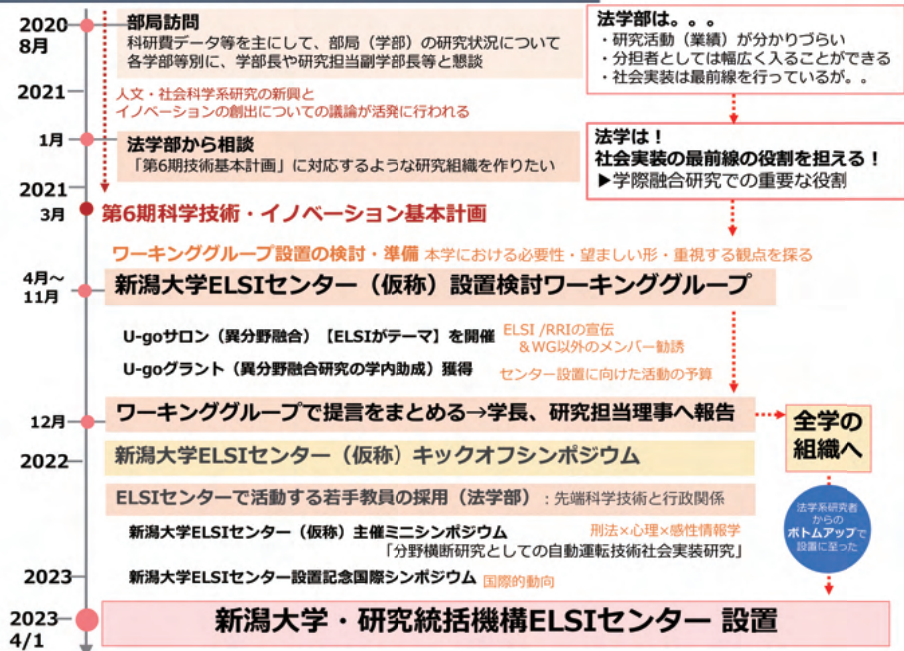 2020
8月
部局訪問
科研費データ等を主にして、部局（学部）の研究状況について
各学部等別に、学部長や研究担当副学部長等と懇談
法学部は。。。
・研究活動（業績）が分かりづらい
・分担者としては幅広く入ることができる
・社会実装は最前線を行っているが。。
2021
人文・社会科学系研究の新興と
イノベーションの創出についての議論が活発に行われる
1月
法学部から相談
「第6期技術基本計画」に対応するような研究組織を作りたい
法学は！
社会実装の最前線の役割を担える！
▶学際融合研究での重要な役割
2021
3月
第6期科学技術・イノベーション基本計画
ワーキンググループ設置の検討・準備 本学における必要性・望ましい形・重視する観点を探る
4月～
11月
新潟大学ELSIセンター（仮称）設置検討ワーキンググループ
U-goサロン（異分野融合）【ELSIがテーマ】を開催
ELSI /RRIの宣伝
＆WG以外のメンバー勧誘
U-goグラント（異分野融合研究の学内助成）獲得
センター設置に向けた活動の予算
12月
ワーキンググループで提言をまとめる→学長、研究担当理事へ報告
全学の
組織へ
2022
新潟大学ELSIセンター（仮称）キックオフシンポジウム
ELSIセンターで活動する若手教員の採用（法学部）：先端科学技術と行政関係
法学系研究者
からの
ボトムアップで
設置に至った
新潟大学ELSIセンター（仮称）主催ミニシンポジウム
刑法×心理×感性情報学
「分野横断研究としての自動運転技術社会実装研究」
2023
新潟大学ELSIセンター設置記念国際シンポジウム 国際的動向
2023
4/1
新潟大学・研究統括機構ELSIセンター 設置